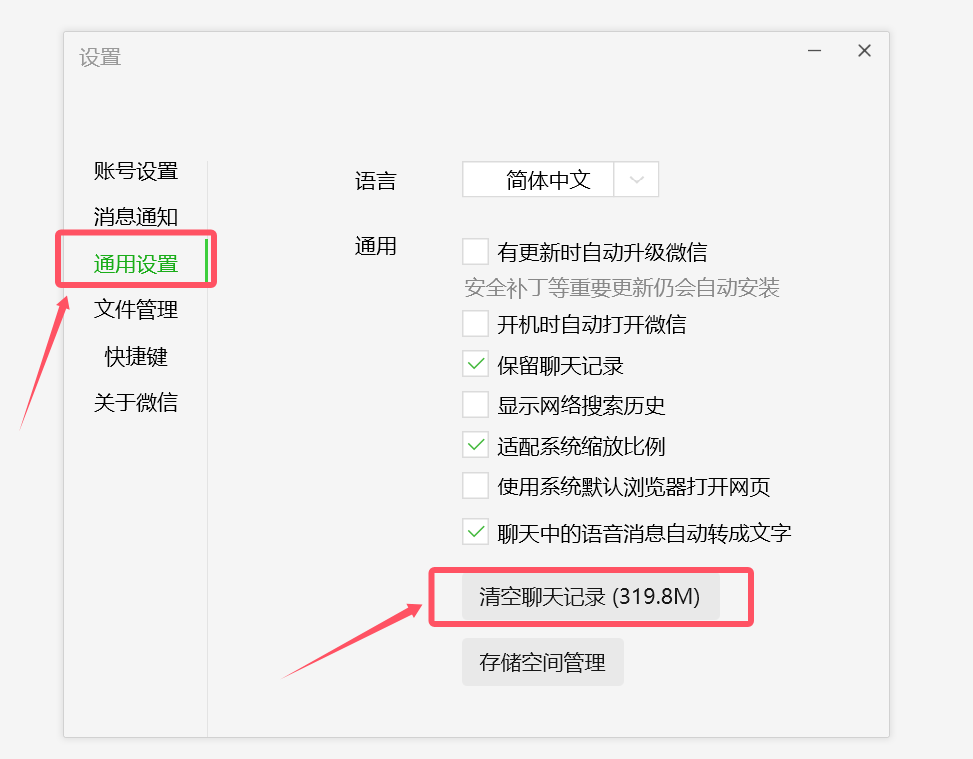 设置
账号设置
消息通知
通用设置
文件管理
快捷键
关于微信
语言
简体中文
通用
有更新时自动升级微信
安全补丁等重要更新仍会自动安装
开机时自动打开微信
保留聊天记录
显示网络搜索历史
适配系统缩放比例
使用系统默认浏览器打开网页
聊天中的语音消息自动转成文字
清空聊天记录 (319.8M)
存储空间管理